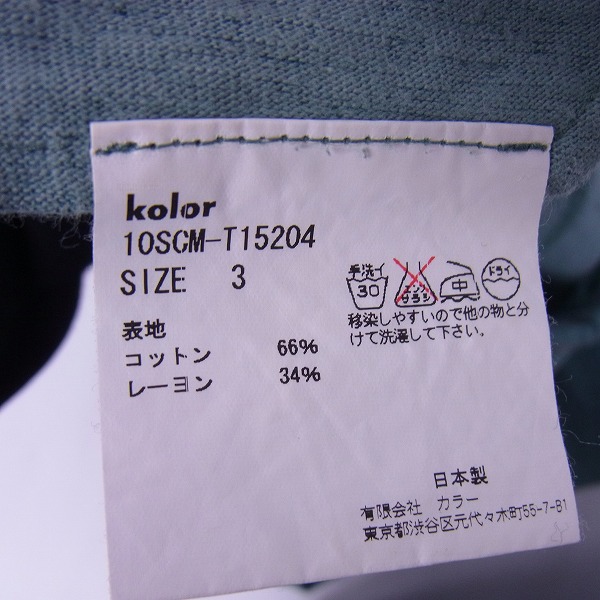 kolor
10SCM-T15204
SIZE 3
手洗イ 30 エンソ サラシ 中 ドライ
移染しやすいので他の物と分
けて洗濯して下さい。
表地
コットン 66%
レーヨン 34%
日本製
有限会社 カラー
東京都渋谷区元代々木町55-7-B1